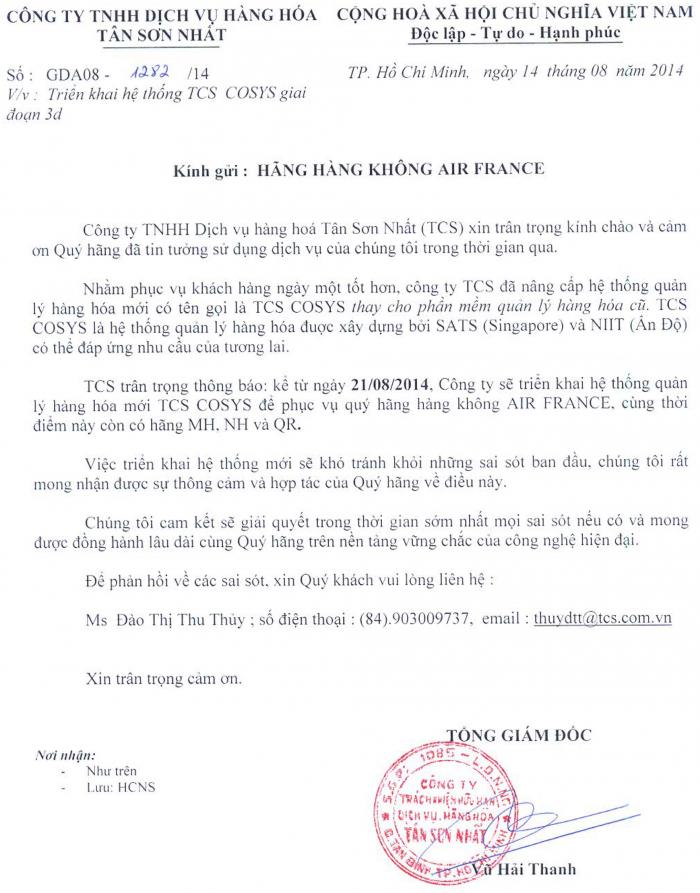 CÔNG TY TNHH DỊCH VỤ HÀNG HÓA
TÂN SƠN NHẤT
CỘNG HOÀ XÃ HỘI CHỦ NGHĨA VIỆT NAM
Độc lập - Tự do - Hạnh phúc
Số : GDA08 - 1282 /14
TP. Hồ Chí Minh, ngày 14 tháng 08 năm 2014
V/v : Triển khai hệ thống TCS COSYS giai
đoạn 3d
Kính gửi : HÃNG HÀNG KHÔNG AIR FRANCE
Công ty TNHH Dịch vụ hàng hoá Tân Sơn Nhất (TCS) xin trân trọng kính chào và cảm
ơn Quý hãng đã tin tưởng sử dụng dịch vụ của chúng tôi trong thời gian qua.
Nhằm phục vụ khách hàng ngày một tốt hơn, công ty TCS đã nâng cấp hệ thống quản
lý hàng hóa mới có tên gọi là TCS COSYS thay cho phần mềm quản lý hàng hóa cũ. TCS
COSYS là hệ thống quản lý hàng hóa được xây dựng bởi SATS (Singapore) và NIIT (Ấn Độ)
có thể đáp ứng nhu cầu của tương lai.
TCS trân trọng thông báo: kể từ ngày 21/08/2014, Công ty sẽ triển khai hệ thống quản
lý hàng hóa mới TCS COSYS để phục vụ quý hãng hàng không AIR FRANCE, cùng thời
điểm này còn có hãng MH, NH và QR.
Việc triển khai hệ thống mới sẽ khó tránh khỏi những sai sót ban đầu, chúng tôi rất
mong nhận được sự thông cảm và hợp tác của Quý hãng về điều này.
Chúng tôi cam kết sẽ giải quyết trong thời gian sớm nhất mọi sai sót nếu có và mong
được đồng hành lâu dài cùng Quý hãng trên nền tảng vững chắc của công nghệ hiện đại.
Để phản hồi về các sai sót, xin Quý khách vui lòng liên hệ :
Ms Đào Thị Thu Thủy ; số điện thoại : (84).903009737, email : thuydtt@tcs.com.vn
Xin trân trọng cảm ơn.
TỔNG GIÁM ĐỐC
Nơi nhận:
- Như trên
- Lưu: HCNS
CÔNG TY
TRÁCH NHIỆM HỮU HẠN
DỊCH VỤ HÀNG HÓA
TÂN SƠN NHẤT
Vũ Hải Thanh